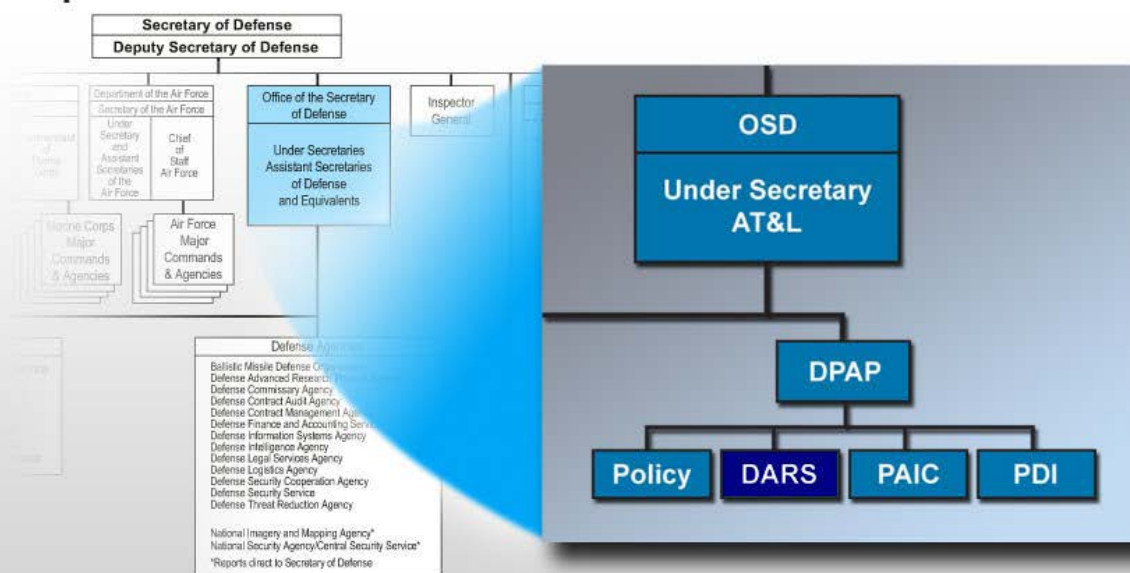 Secretary of Defense
Deputy Secretary of Defense
Department of the Air Force
Secretary of the Air Force
Under
Secretary
and
Assistant
Secretaries
of the
Air Force
Chief
of
Staff
Air Force
Office of the Secretary
of Defense
Under Secretaries
Assistant Secretaries
of Defense
and Equivalents
Inspector
General
Marine Corps
Major
Commands
& Agencies
Air Force
Major
Commands
& Agencies
Defense
Ballistic Missile Defense
Defense Advanced Research
Defense Commissary Agency
Defense Contract Audit Agency
Defense Contract Management
Defense Finance and Accounting
Defense Information Systems Agency
Defense Intelligence Agency
Defense Legal Services Agency
Defense Logistics Agency
Defense Security Cooperation Agency
Defense Security Service
Defense Threat Reduction Agency
National Imagery and Mapping Agency*
National Security Agency/Central Security Service*
*Reports direct to Secretary of Defense
OSD
Under Secretary
AT&L
DPAP
Policy
DARS
PAIC
PDI